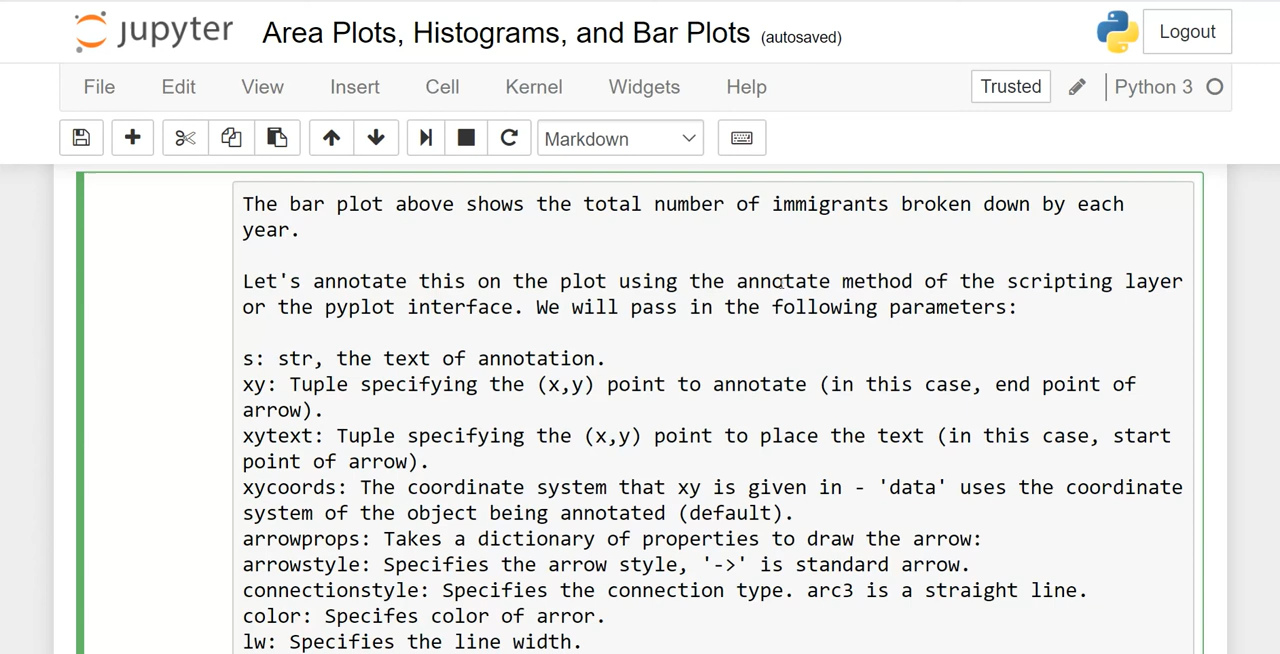 jupyter Area Plots, Histograms, and Bar Plots (autosaved) Logout
File Edit View Insert Cell Kernel Widgets Help Trusted Python 3
Markdown
The bar plot above shows the total number of immigrants broken down by each
year.
Let's annotate this on the plot using the annotate method of the scripting layer
or the pyplot interface. We will pass in the following parameters:
s: str, the text of annotation.
xy: Tuple specifying the (x,y) point to annotate (in this case, end point of
arrow).
xytext: Tuple specifying the (x,y) point to place the text (in this case, start
point of arrow).
xycoords: The coordinate system that xy is given in - 'data' uses the coordinate
system of the object being annotated (default).
arrowprops: Takes a dictionary of properties to draw the arrow:
arrowstyle: Specifies the arrow style, '->' is standard arrow.
connectionstyle: Specifies the connection type. arc3 is a straight line.
color: Specifes color of arror.
lw: Specifies the line width.